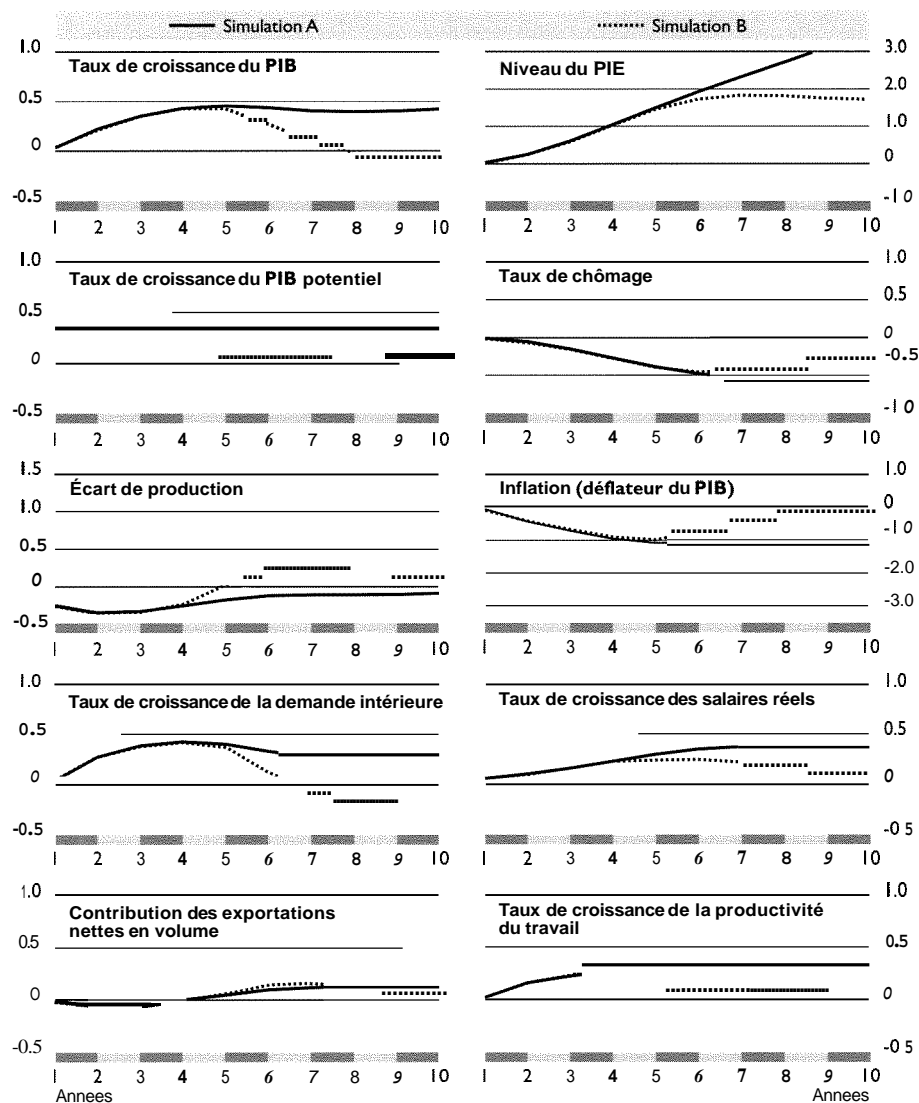 Simulation A Simulation B
Taux de croissance du PIB
1.0
0.5
0
-0.5
1 2 3 4 5 6 7 8 9 10
Niveau du PIE
3.0
2.0
1.0
0
-10
1 2 3 4 5 6 7 8 9 10
Taux de croissance du PIB potentiel
1.0
0.5
0
-0.5
1 2 3 4 5 6 7 8 9 10
Taux de chômage
1.0
0.5
0
-0.5
-10
1 2 3 4 5 6 7 8 9 10
Écart de production
1.5
1.0
0.5
0
-0.5
1 2 3 4 5 6 7 8 9 10
Inflation (déflateur du PIB)
1.0
0
-10
-2.0
-3.0
1 2 3 4 5 6 7 8 9 10
Taux de croissance de la demande intérieure
1.0
0.5
0
-0.5
1 2 3 4 5 6 7 8 9 10
Taux de croissance des salaires réels
1.0
0.5
0
-0 5
1 2 3 4 5 6 7 8 9 10
Contribution des exportations
nettes en volume
1.0
0.5
0
-0.5
1 2 3 4 5 6 7 8 9 10
Annees
Taux de croissance de la productivité
du travail
1.0
0.5
0
-0 5
1 2 3 4 5 6 7 8 9 10
Annees